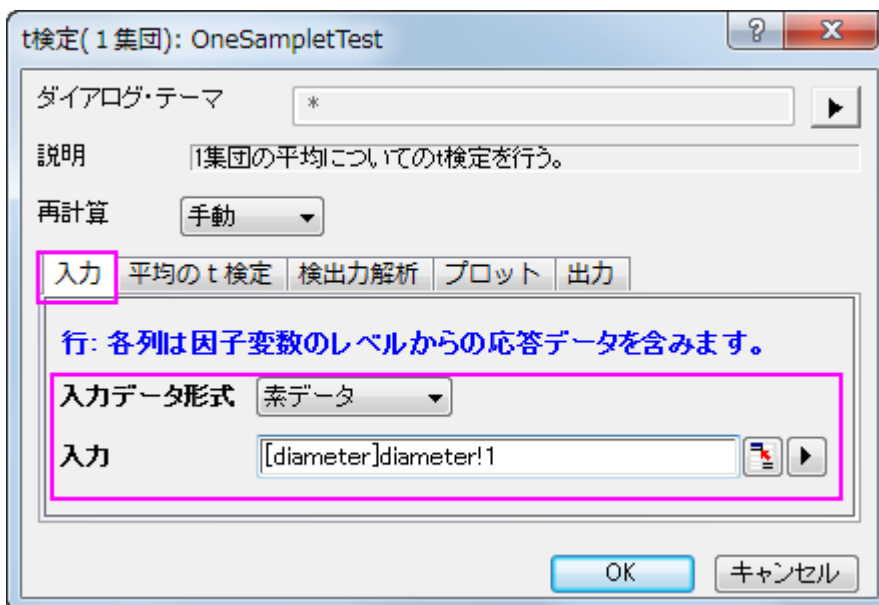 t検定(１集団): OneSampletTest
ダイアログ・テーマ *
説明 1集団の平均についてのt検定を行う。
再計算 手動
入力 平均のｔ検定 検出力解析 プロット 出力
行: 各列は因子変数のレベルからの応答データを含みます。
入力データ形式 素データ
入力 [diameter]diameter!1
OK キャンセル